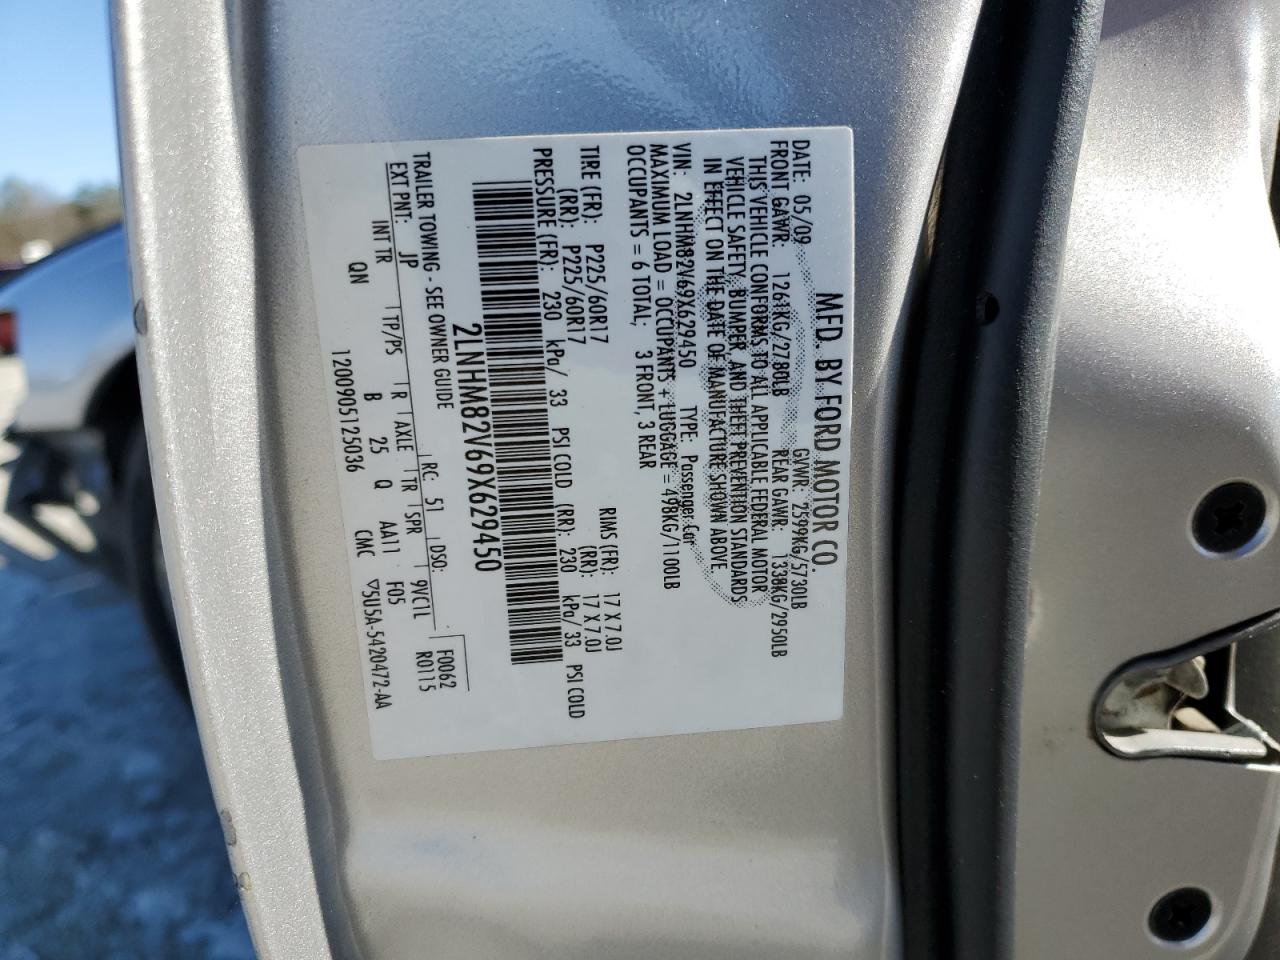 MFD. BY FORD MOTOR CO.
DATE: 05/09 GVWR: 2599KG/5730LB
FRONT GAWR: 1261KG/2780LB REAR GAWR: 1338KG/2950LB
THIS VEHICLE CONFORMS TO ALL APPLICABLE FEDERAL MOTOR
VEHICLE SAFETY, BUMPER, AND THEFT PREVENTION STANDARDS
IN EFFECT ON THE DATE OF MANUFACTURE SHOWN ABOVE.
VIN: 2LNHM82V69X629450 TYPE: Passenger Car
MAXIMUM LOAD = OCCUPANTS + LUGGAGE = 498KG/1100LB
OCCUPANTS = 6 TOTAL, 3 FRONT, 3 REAR
TIRE (FR): P225/60R17 RIMS (FR): 17 X 7.0J
(RR): P225/60R17 (RR): 17 X 7.0J
PRESSURE (FR): 230 kPa/ 33 PSI COLD (RR): 230 kPa/ 33 PSI COLD
2LNHM82V69X629450
TRAILER TOWING - SEE OWNER GUIDE F0062
EXT PNT: JP RC: 51 DSO: R0115
INT TR TP/PS R AXLE TR SPR 9VC1L
QN B 25 Q AA11 F05
12009051250​36 CMC ▽5U5A-5420472-AA